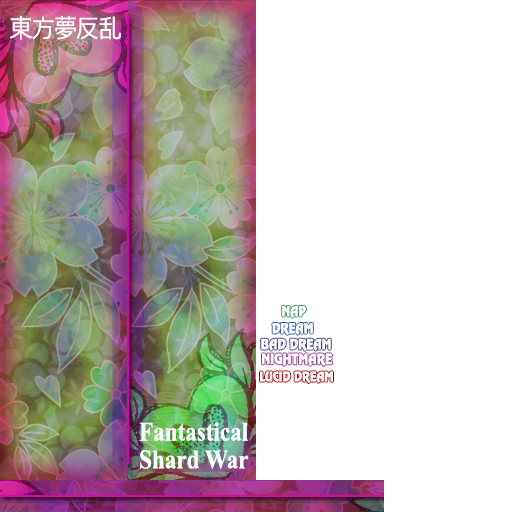 東方夢反乱
NAP
DREAM
BAD DREAM
NIGHTMARE
LUCID DREAM
Fantastical
Shard War